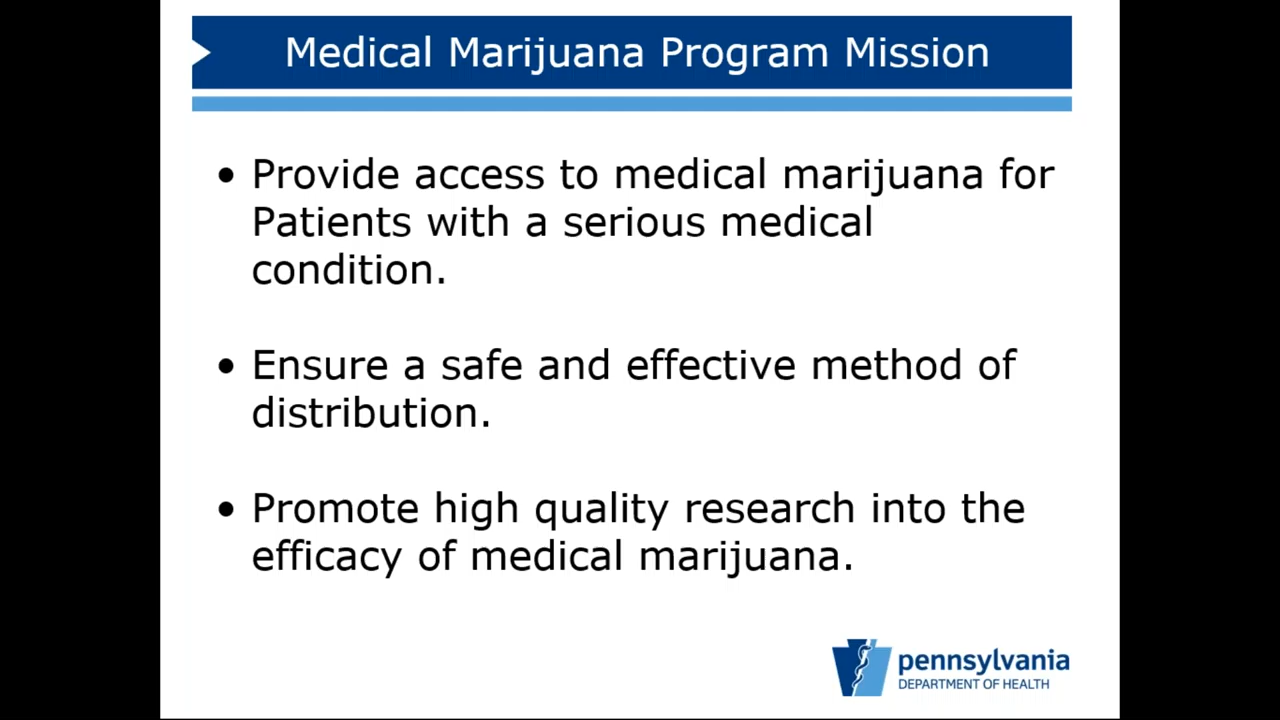 Medical Marijuana Program Mission
• Provide access to medical marijuana for
Patients with a serious medical
condition.
• Ensure a safe and effective method of
distribution.
• Promote high quality research into the
efficacy of medical marijuana.
pennsylvania
DEPARTMENT OF HEALTH